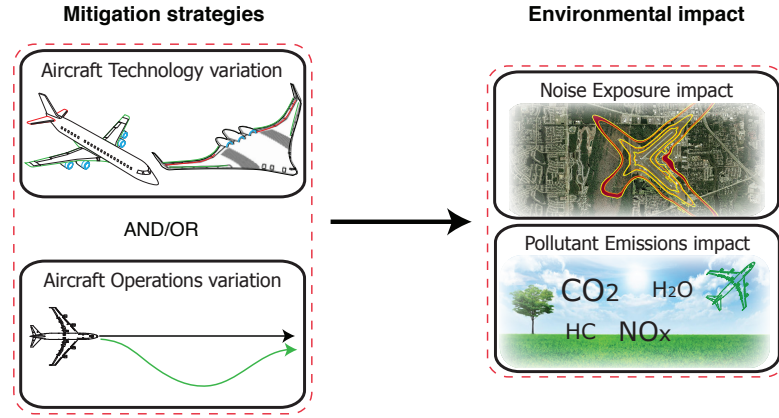 Mitigation strategies
Environmental impact
Aircraft Technology variation
AND/OR
Aircraft Operations variation
Noise Exposure impact
Pollutant Emissions impact
CO2
H2O
HC
NOx